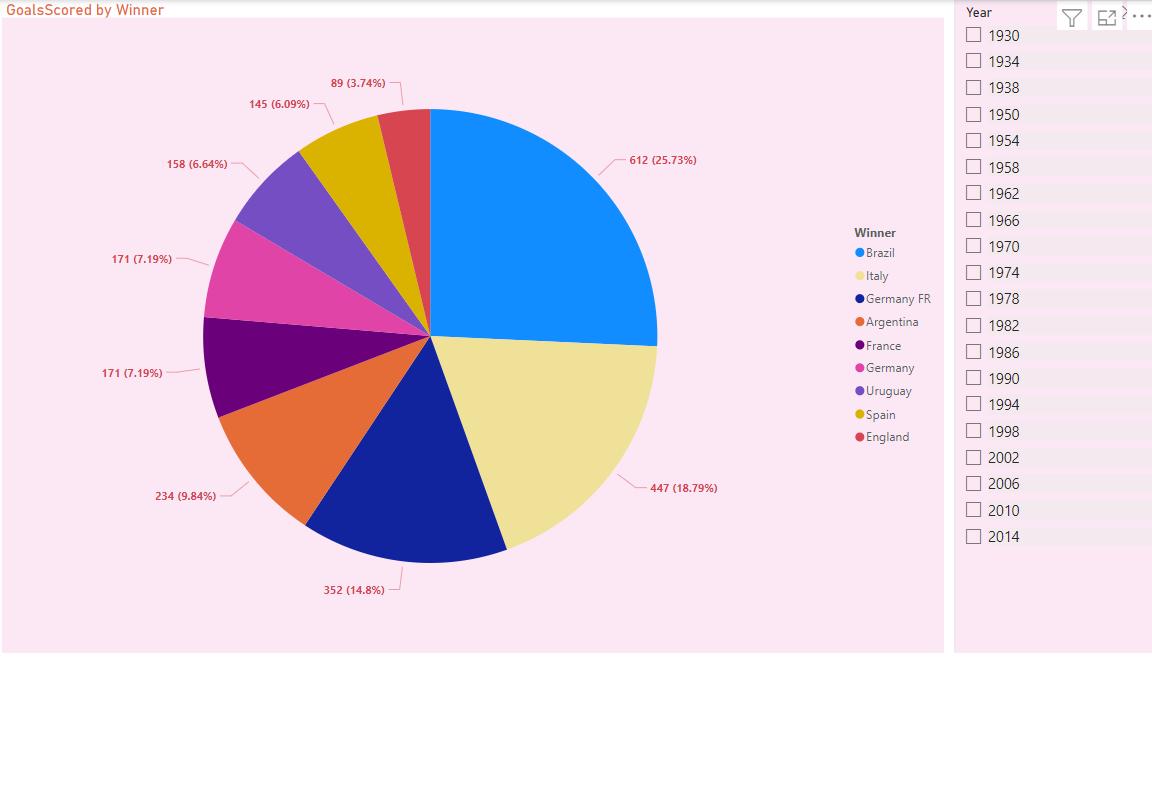 GoalsScored by Winner
89 (3.74%)
145 (6.09%)
612 (25.73%)
158 (6.64%)
171 (7.19%)
171 (7.19%)
447 (18.79%)
234 (9.84%)
352 (14.8%)
Winner
Brazil
Italy
Germany FR
Argentina
France
Germany
Uruguay
Spain
England
Year
1930
1934
1938
1950
1954
1958
1962
1966
1970
1974
1978
1982
1986
1990
1994
1998
2002
2006
2010
2014